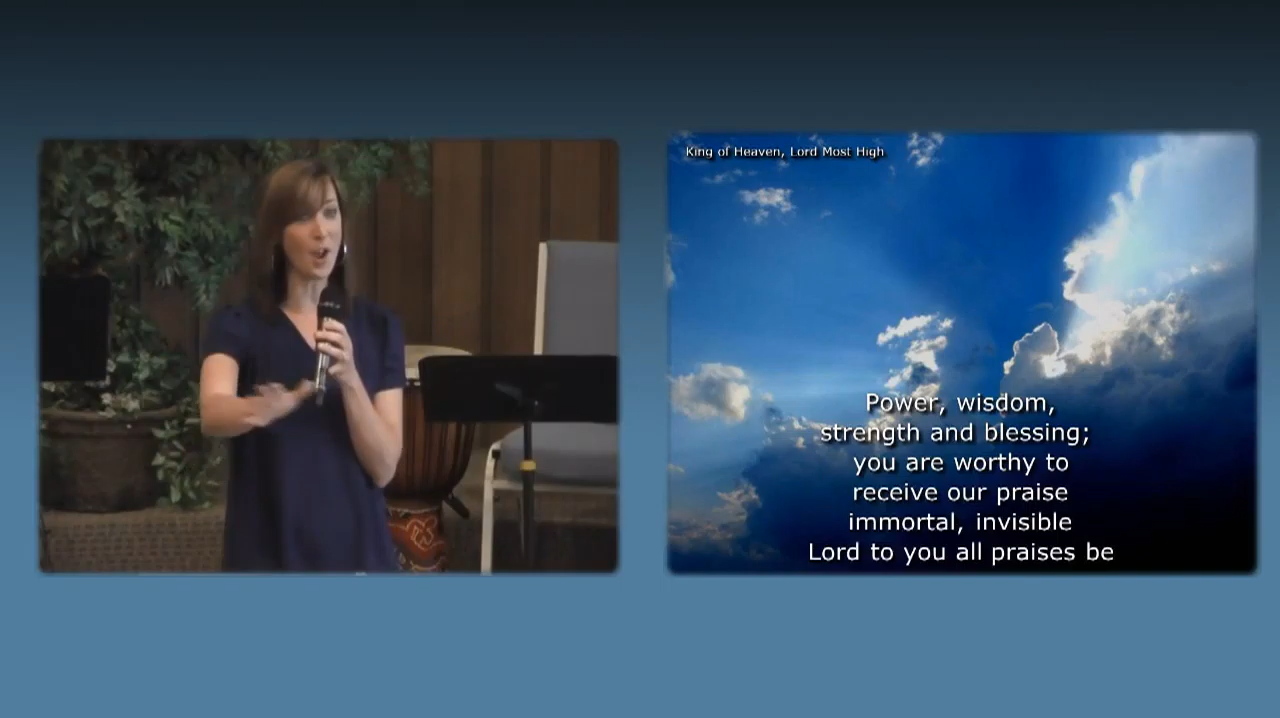 King of Heaven, Lord Most High
Power, wisdom,
strength and blessing;
you are worthy to
receive our praise
immortal, invisible
Lord to you all praises be